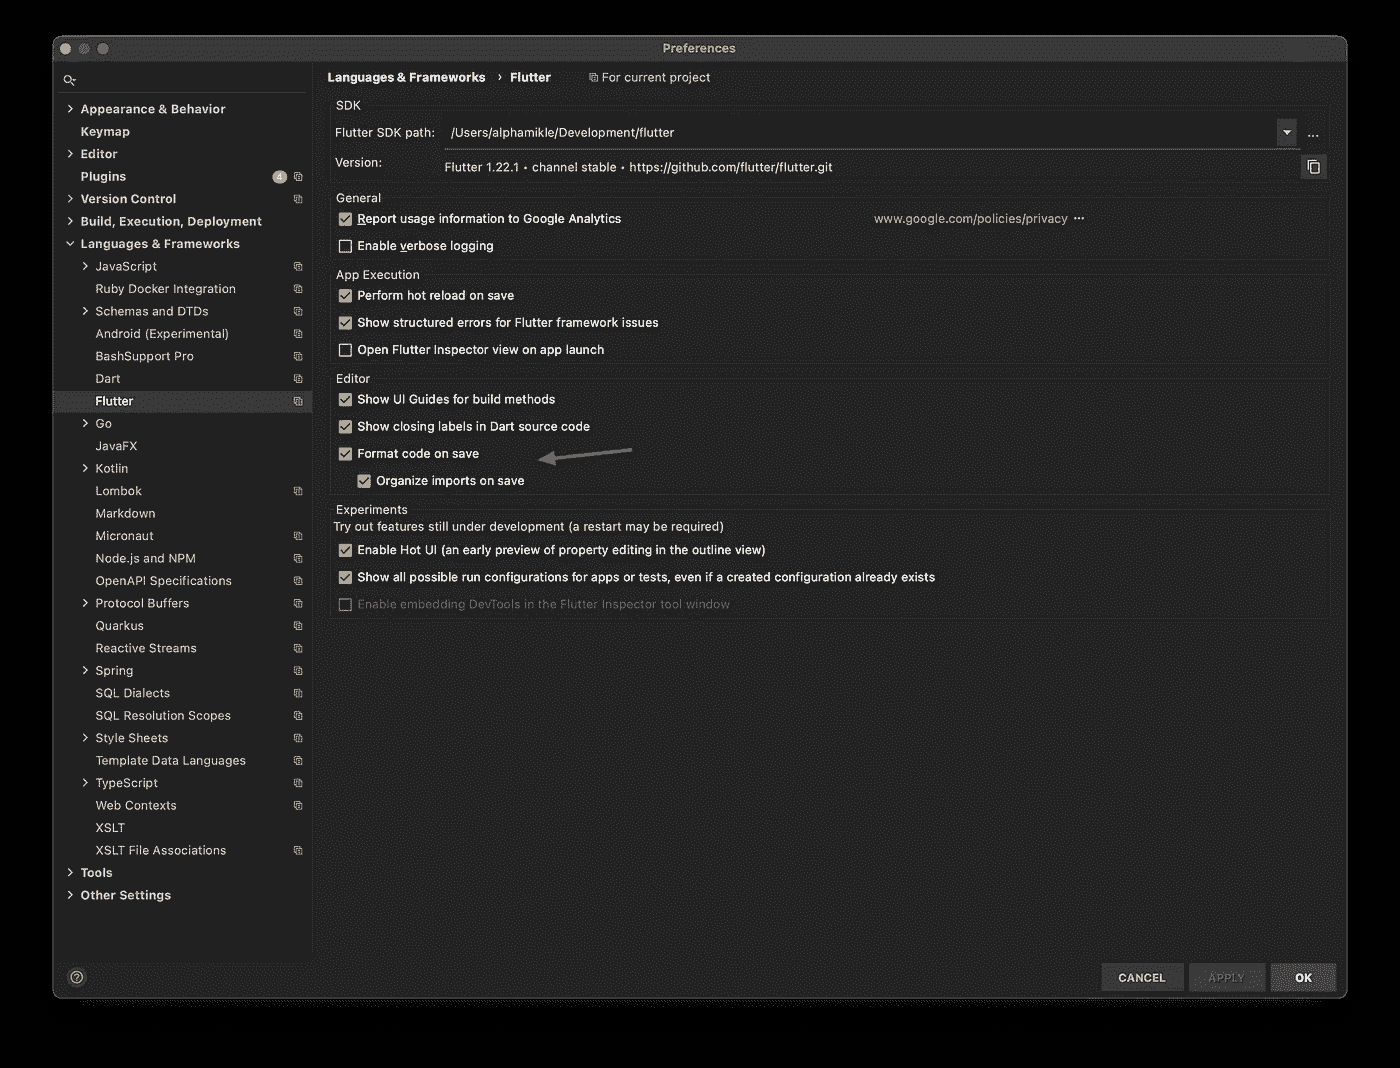 Preferences
Appearance & Behavior
Keymap
Editor
Plugins 4
Version Control
Build, Execution, Deployment
Languages & Frameworks
JavaScript
Ruby Docker Integration
Schemas and DTDs
Android (Experimental)
BashSupport Pro
Dart
Flutter
Go
JavaFX
Kotlin
Lombok
Markdown
Micronaut
Node.js and NPM
OpenAPI Specifications
Protocol Buffers
Quarkus
Reactive Streams
Spring
SQL Dialects
SQL Resolution Scopes
Style Sheets
Template Data Languages
TypeScript
Web Contexts
XSLT
XSLT File Associations
Tools
Other Settings
Languages & Frameworks › Flutter For current project
SDK
Flutter SDK path: /Users/alphamikle/Development/flutter ...
Version: Flutter 1.22.1 • channel stable • https://github.com/flutter/flutter.git
General
Report usage information to Google Analytics www.google.com/policies/privacy ...
Enable verbose logging
App Execution
Perform hot reload on save
Show structured errors for Flutter framework issues
Open Flutter Inspector view on app launch
Editor
Show UI Guides for build methods
Show closing labels in Dart source code
Format code on save
Organize imports on save
Experiments
Try out features still under development (a restart may be required)
Enable Hot UI (an early preview of property editing in the outline view)
Show all possible run configurations for apps or tests, even if a created configuration already exists
Enable embedding DevTools in the Flutter Inspector tool window
? CANCEL APPLY OK